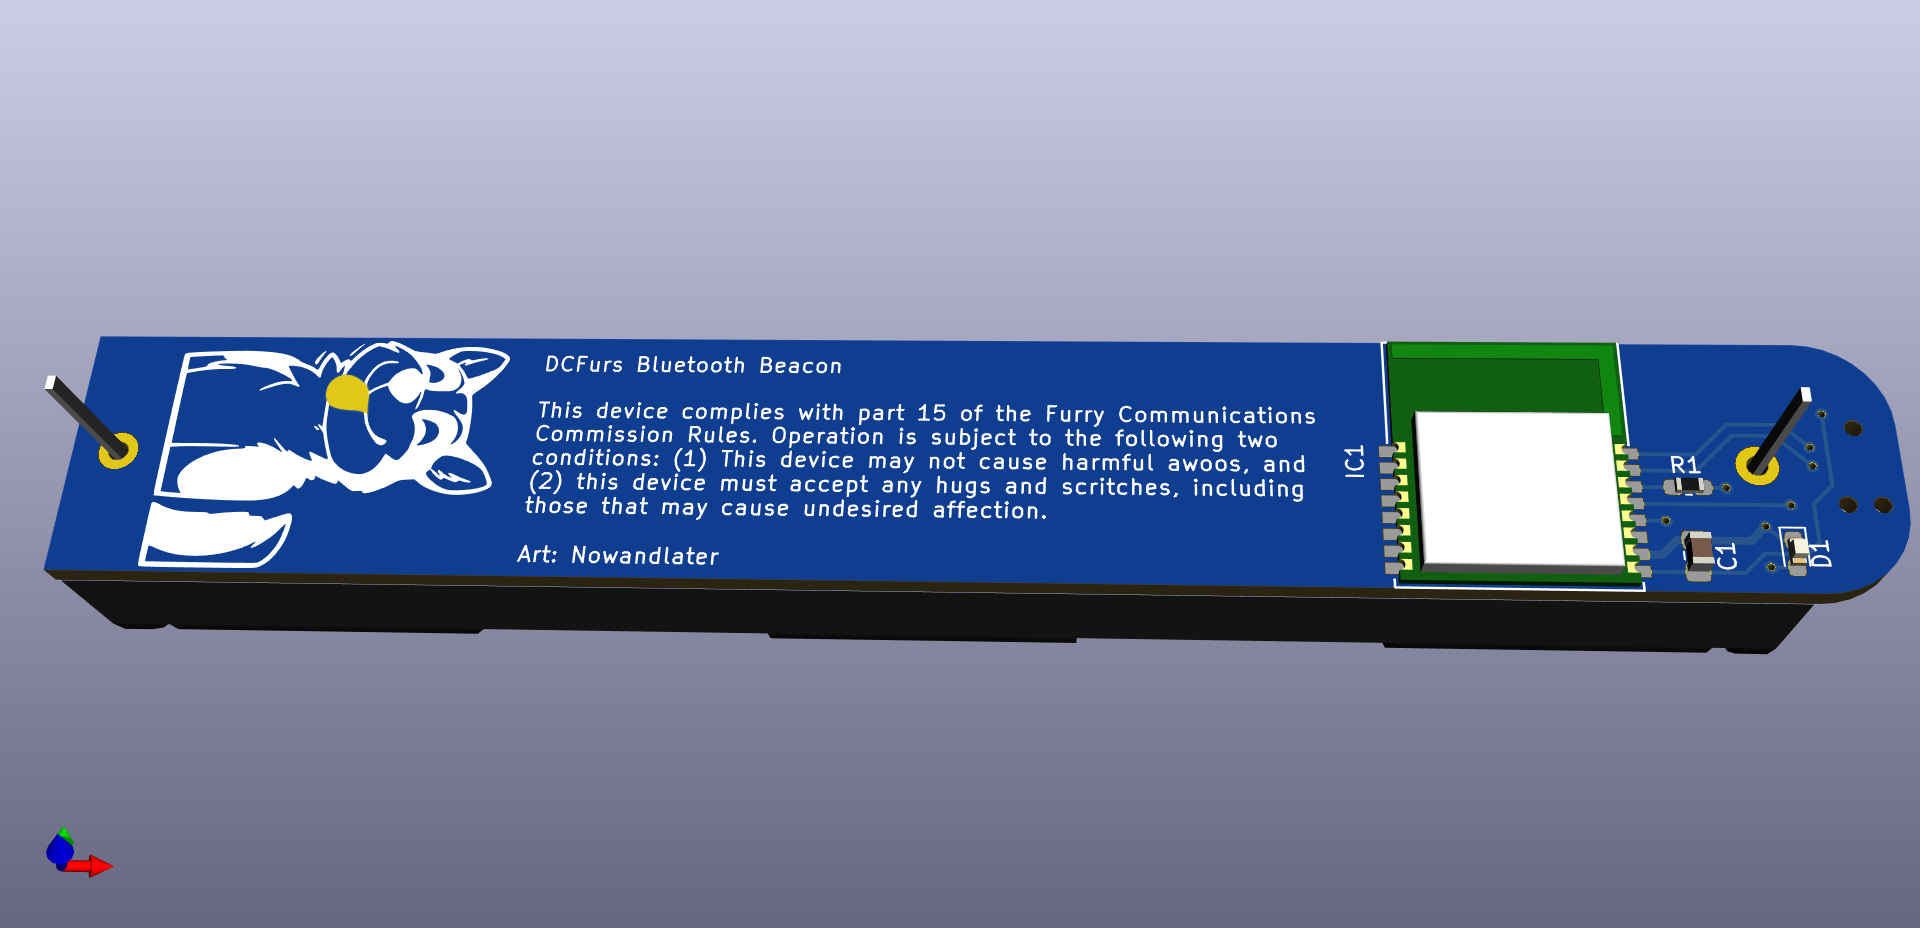 DCFurs Bluetooth Beacon
This device complies with part 15 of the Furry Communications
Commission Rules. Operation is subject to the following two
conditions: (1) This device may not cause harmful awoos, and
(2) this device must accept any hugs and scritches, including
those that may cause undesired affection.
Art: Nowandlater
IC1
R1
C1
D1